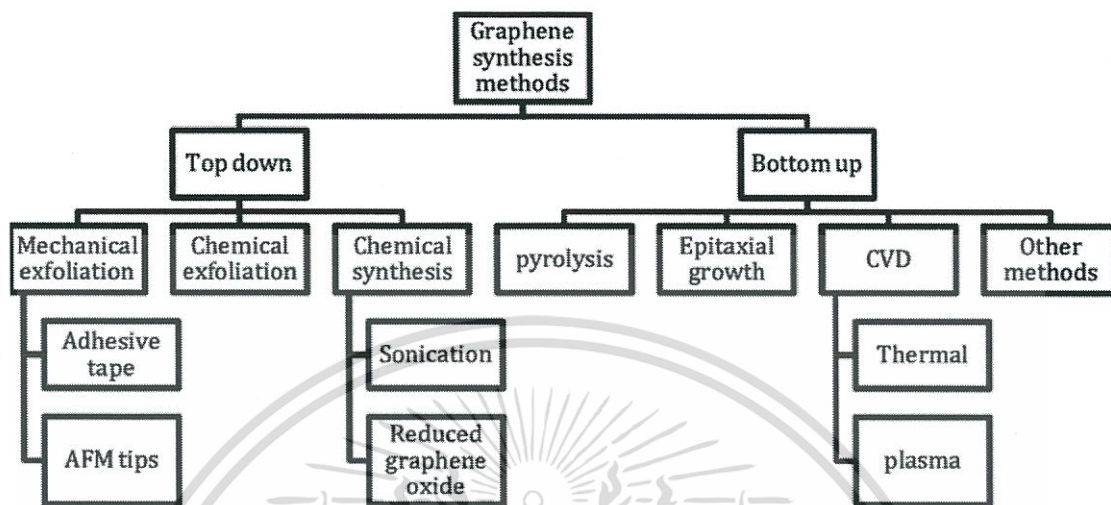 Graphene
synthesis
methods
Top down
Bottom up
Mechanical
exfoliation
Chemical
exfoliation
Chemical
synthesis
pyrolysis
Epitaxial
growth
CVD
Other
methods
Adhesive
tape
Sonication
Thermal
AFM tips
Reduced
graphene
oxide
plasma